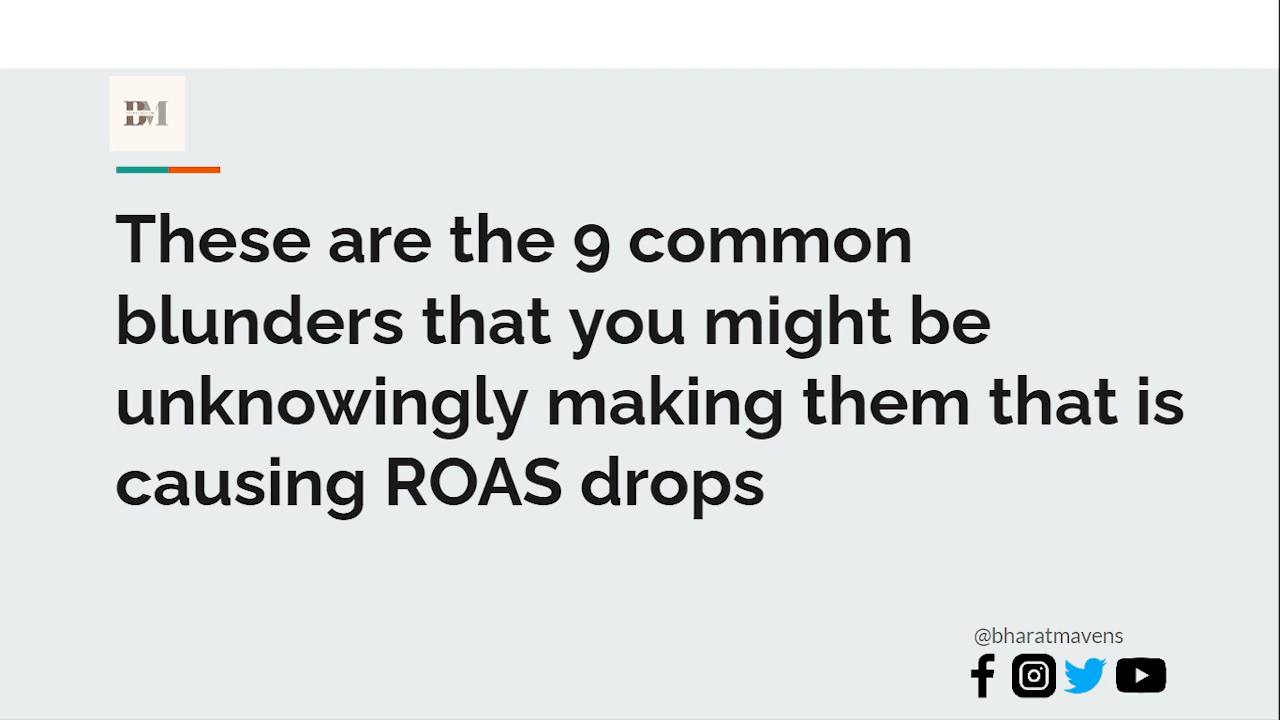 BM
These are the 9 common
blunders that you might be
unknowingly making them that is
causing ROAS drops
@bharatmavens